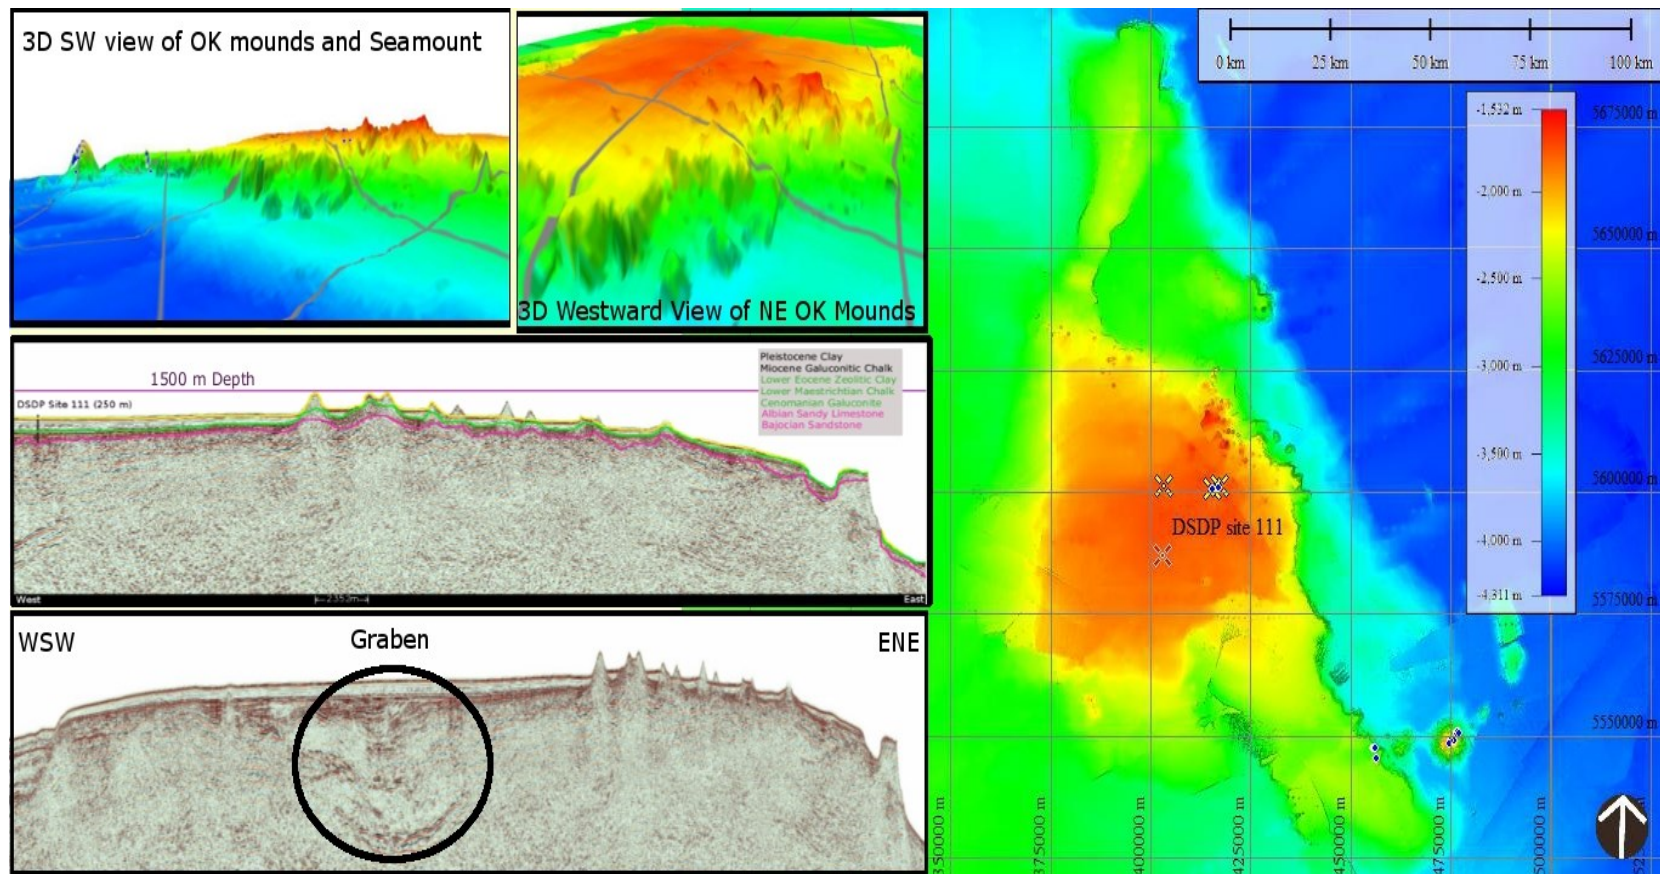 3D SW view of OK mounds and Seamount
3D Westward View of NE OK Mounds
1500 m Depth
DSDP Site 111 (250 m)
Pleistocene Clay
Miocene Galuconitic Chalk
Lower Eocene Zeolitic Clay
Lower Maestrichtian Chalk
Cenomanian Galuconite
Albian Sandy Limestone
Bajocian Sandstone
West
2353m
East
WSW
Graben
ENE
0 km
25 km
50 km
75 km
100 km
-1,532 m
-2,000 m
-2,500 m
-3,000 m
-3,500 m
-4,000 m
-4,311 m
5675000 m
5650000 m
5625000 m
5600000 m
5575000 m
5550000 m
DSDP site 111
350000 m
375000 m
400000 m
425000 m
450000 m
475000 m
500000 m